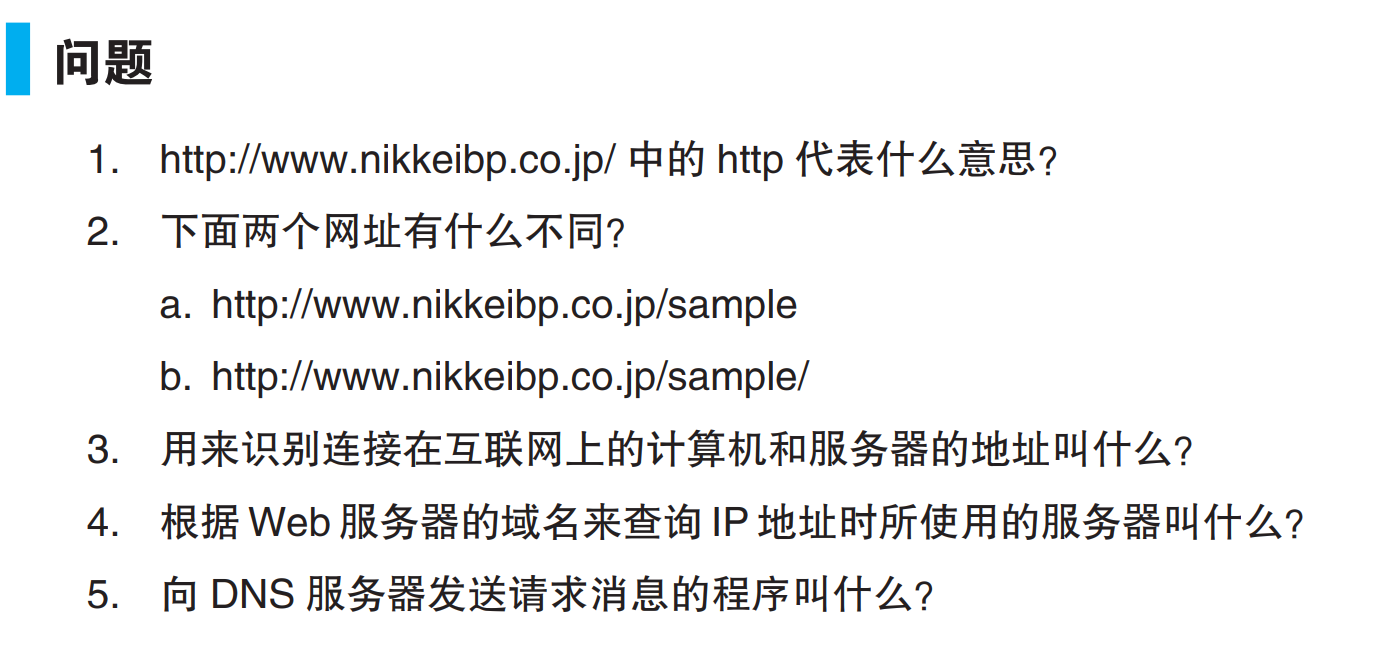 问题
1. http://www.nikkeibp.co.jp/ 中的 http 代表什么意思?
2. 下面两个网址有什么不同?
a. http://www.nikkeibp.co.jp/sample
b. http://www.nikkeibp.co.jp/sample/
3. 用来识别连接在互联网上的计算机和服务器的地址叫什么?
4. 根据 Web 服务器的域名来查询 IP 地址时所使用的服务器叫什么?
5. 向 DNS 服务器发送请求消息的程序叫什么?